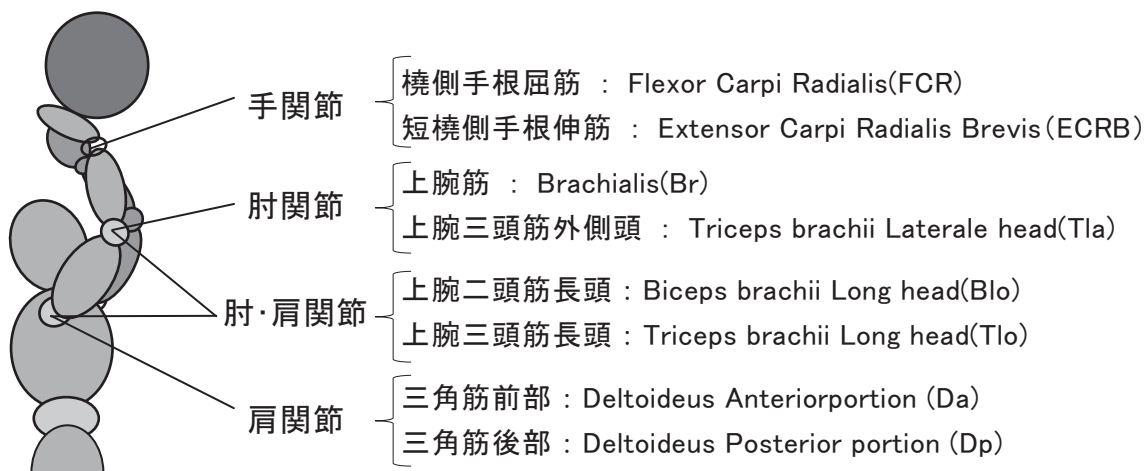 手関節
橈側手根屈筋 : Flexor Carpi Radialis(FCR)
短橈側手根伸筋 : Extensor Carpi Radialis Brevis(ECRB)
肘関節
上腕筋 : Brachialis(Br)
上腕三頭筋外側頭 : Triceps brachii Laterale head(Tla)
肘・肩関節
上腕二頭筋長頭 : Biceps brachii Long head(Blo)
上腕三頭筋長頭 : Triceps brachii Long head(Tlo)
肩関節
三角筋前部 : Deltoideus Anteriorportion (Da)
三角筋後部 : Deltoideus Posterior portion (Dp)